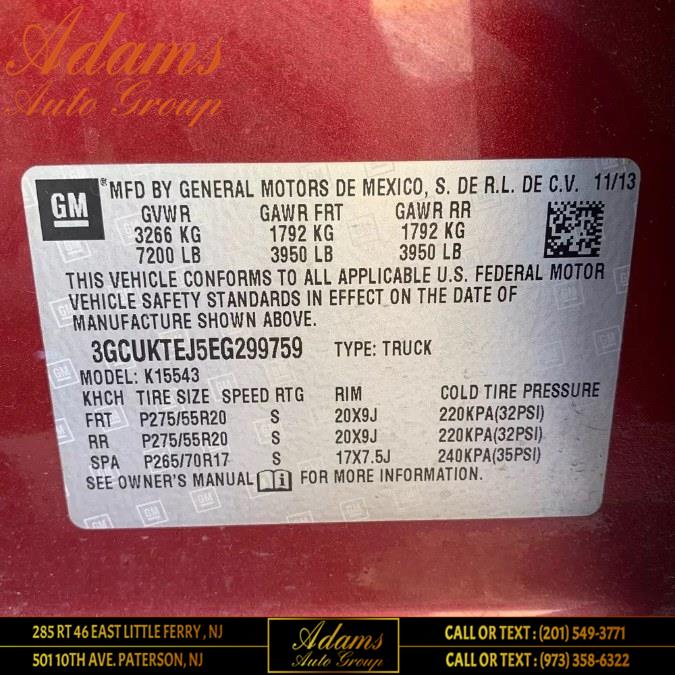 Adams
Auto Group
GM ® MFD BY GENERAL MOTORS DE MEXICO, S. DE R.L. DE C.V. 11/13
GVWR GAWR FRT GAWR RR
3266 KG 1792 KG 1792 KG
7200 LB 3950 LB 3950 LB
THIS VEHICLE CONFORMS TO ALL APPLICABLE U.S. FEDERAL MOTOR
VEHICLE SAFETY STANDARDS IN EFFECT ON THE DATE OF
MANUFACTURE SHOWN ABOVE.
3GCUKTEJ5EG299759 TYPE: TRUCK
MODEL: K15543
KHCH TIRE SIZE SPEED RTG RIM COLD TIRE PRESSURE
FRT P275/55R20 S 20X9J 220KPA(32PSI)
RR P275/55R20 S 20X9J 220KPA(32PSI)
SPA P265/70R17 S 17X7.5J 240KPA(35PSI)
SEE OWNER'S MANUAL i FOR MORE INFORMATION.
285 RT 46 EAST LITTLE FERRY , NJ
501 10TH AVE. PATERSON, NJ
Adams
Auto Group
CALL OR TEXT : (201) 549-3771
CALL OR TEXT : (973) 358-6322